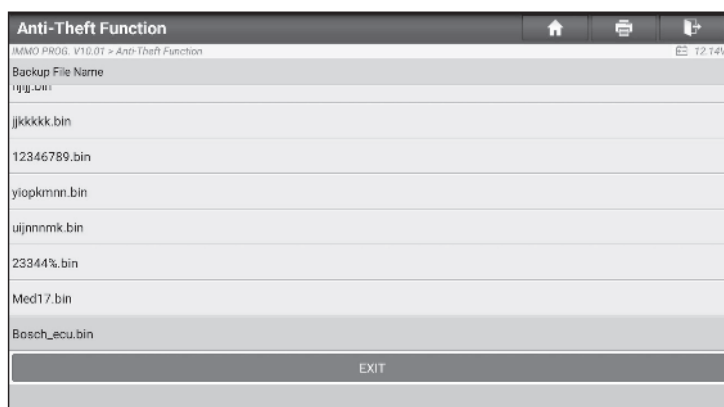 Anti-Theft Function
IMMO PROG. V10.01 > Anti-Theft Function
12.14V
Backup File Name
jjkkkkk.bin
12346789.bin
yiopkmnn.bin
uijnnnmk.bin
23344%.bin
Med17.bin
Bosch_ecu.bin
EXIT